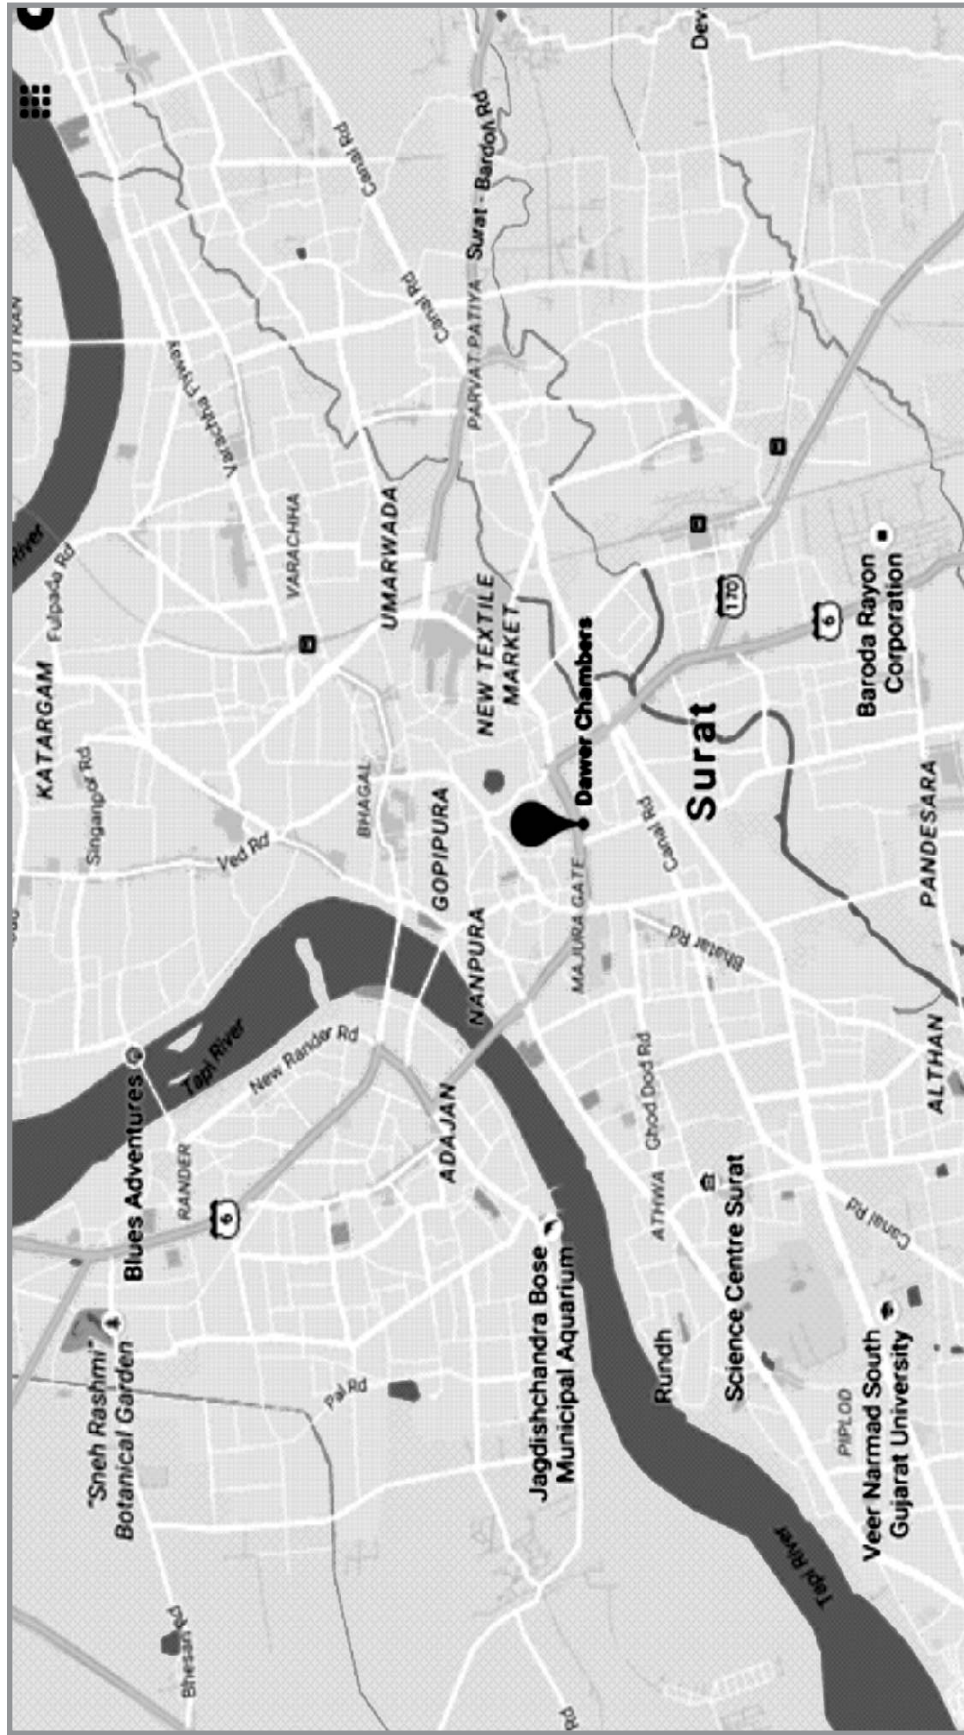 UTTRAN
River
KATARGAM
Fulpada Rd
Singanpor Rd
"Sneh Rashmi"
Botanical Garden
Blues Adventures
Bhesan Rd
RANDER
Tapi River
Ved Rd
Varachha Flyway
New Rander Rd
VARACHHA
6
Pal Rd
BHAGAL
Canal Rd
UMARWADA
GOPIPURA
ADAJAN
Canal Rd
NANPURA
PARVAT PATIYA
Surat - Bardoli Rd
NEW TEXTILE
MARKET
Jagdishchandra Bose
Municipal Aquarium
Rd
MAJURA GATE
Dawer Chambers
Ghod Dod Rd
ATHWA
Rundh
Canal Rd
Surat
Bhatar Rd
Dev
Science Centre Surat
170
Tapi River
6
PIPLOD
Canal Rd
Veer Narmad South
Gujarat University
Baroda Rayon
Corporation
PANDESARA
ALTHAN